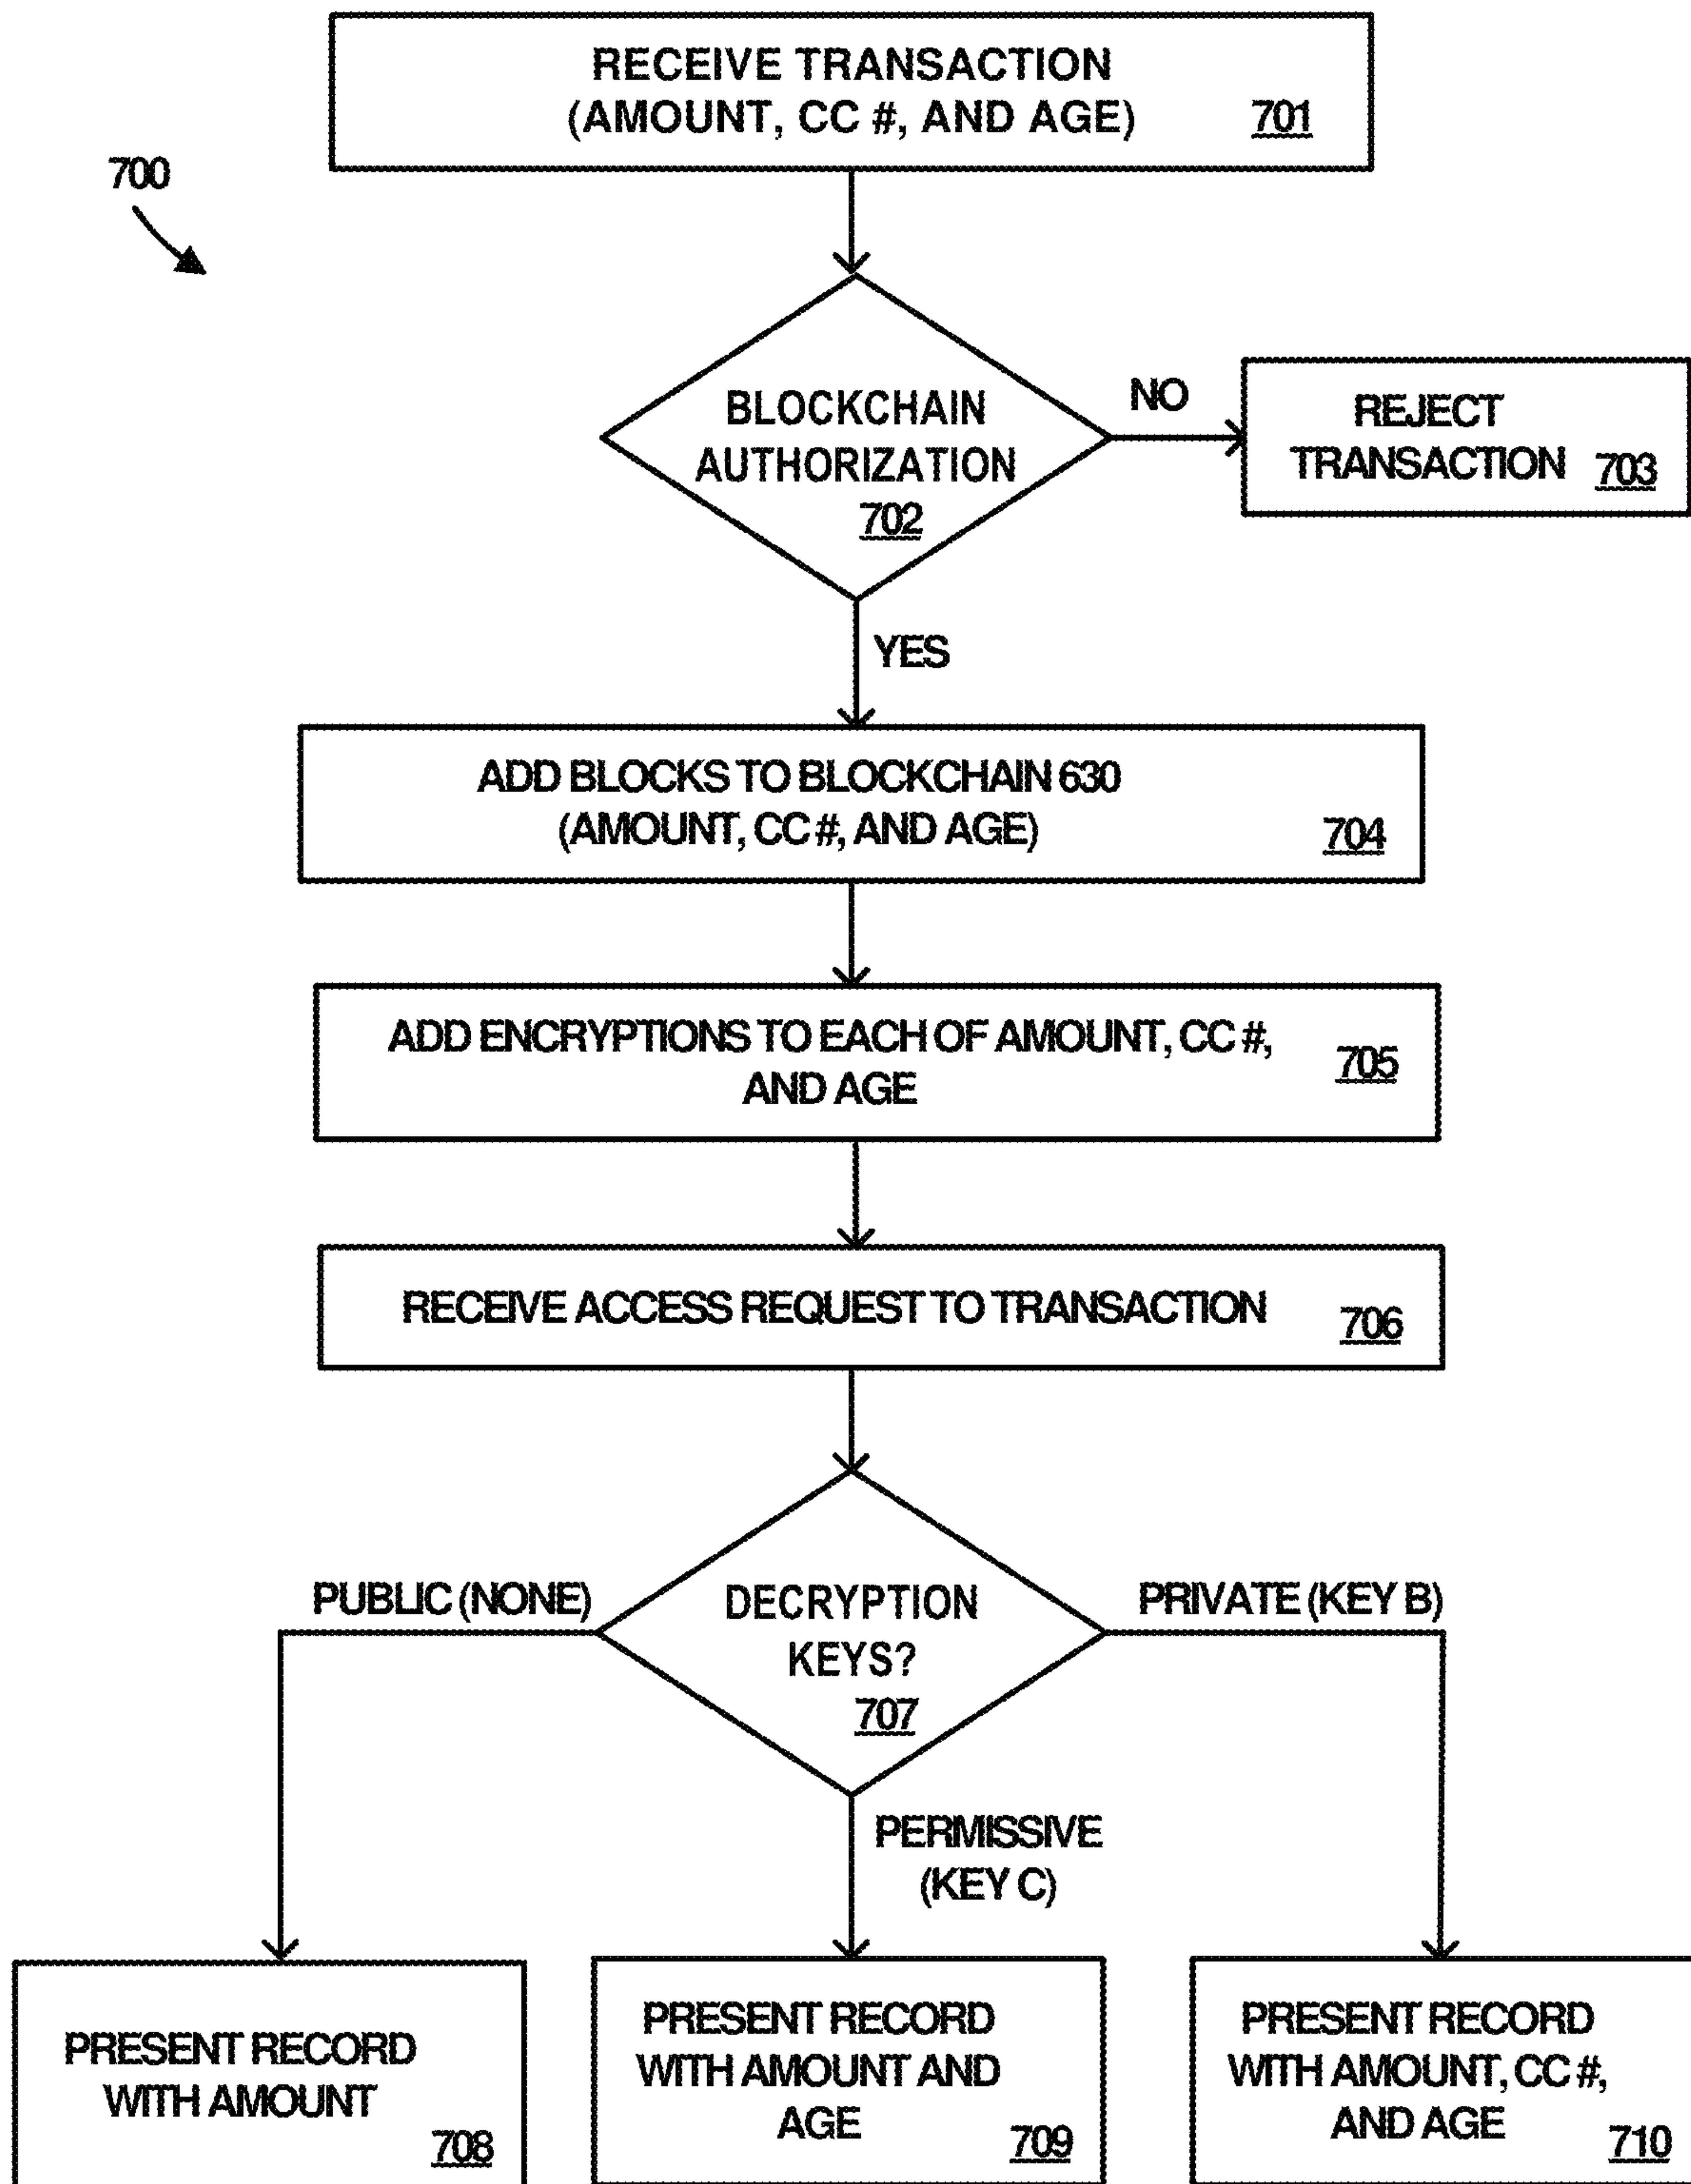 RECEIVE TRANSACTION
(AMOUNT, CC #, AND AGE) 701
700
BLOCKCHAIN
AUTHORIZATION
702
NO
REJECT
TRANSACTION 703
YES
ADD BLOCKS TO BLOCKCHAIN 630
(AMOUNT, CC #, AND AGE) 704
ADD ENCRYPTIONS TO EACH OF AMOUNT, CC #,
AND AGE 705
RECEIVE ACCESS REQUEST TO TRANSACTION 706
DECRYPTION
KEYS?
707
PUBLIC (NONE)
PRIVATE (KEY B)
PERMISSIVE
(KEY C)
PRESENT RECORD
WITH AMOUNT
708
PRESENT RECORD
WITH AMOUNT AND
AGE 709
PRESENT RECORD
WITH AMOUNT, CC #,
AND AGE 710